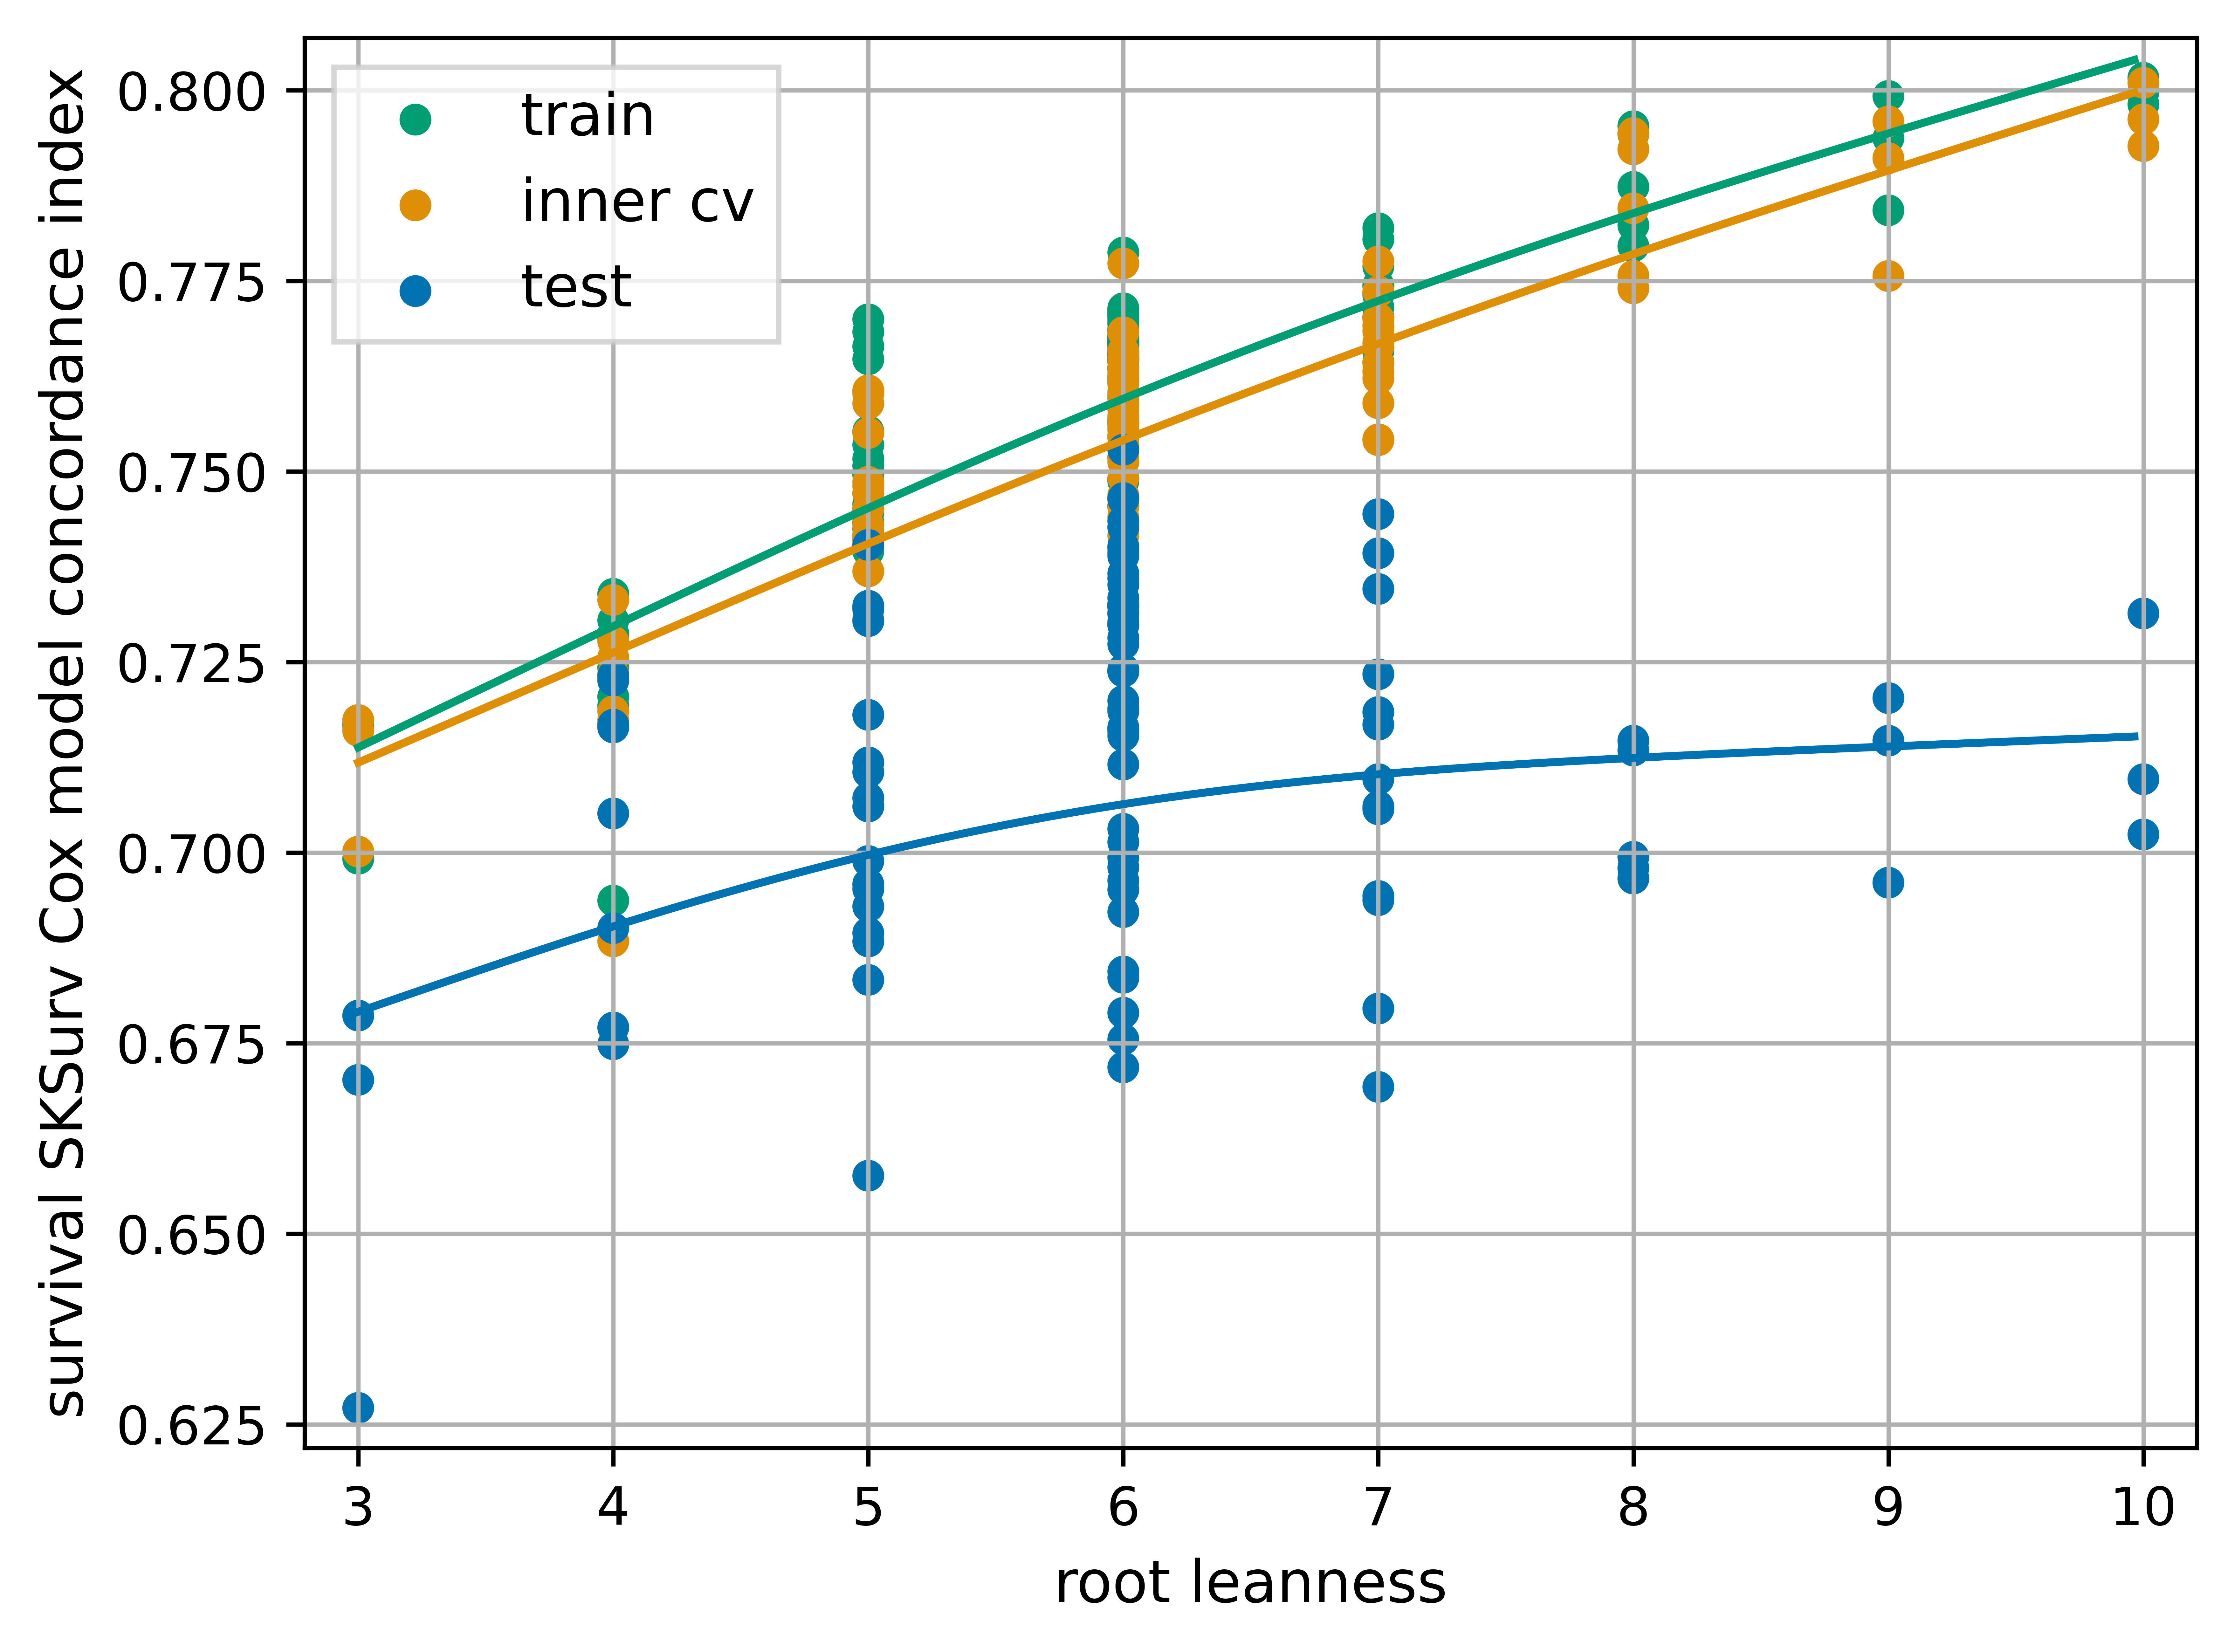 survival SKSurv Cox model concordance index
0.800
0.775
0.750
0.725
0.700
0.675
0.650
0.625
train
inner cv
test
3 4 5 6 7 8 9 10
root leanness